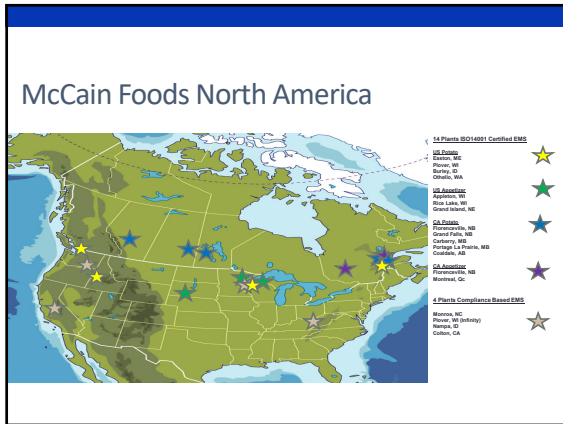 McCain Foods North America
14 Plants ISO14001 Certified EMS
US Potato
Easton, ME
Plover, WI
Burley, ID
Othello, WA
US Appetizer
Appleton, WI
Rice Lake, WI
Grand Island, NE
CA Potato
Florenceville, NB
Grand Falls, NB
Carberry, MB
Portage La Prairie, MB
Coaldale, AB
CA Appetizer
Florenceville, NB
Montreal, Qc
4 Plants Compliance Based EMS
Monroe, NC
Plover, WI (Infinity)
Nampa, ID
Colton, CA